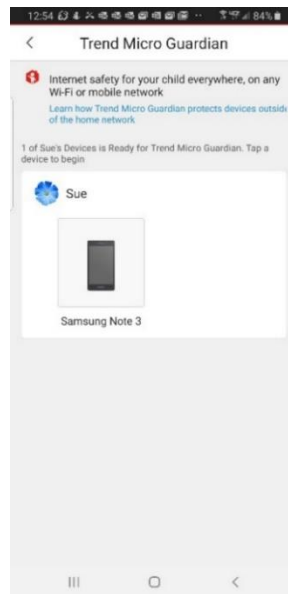 12:54 84%
Trend Micro Guardian
Internet safety for your child everywhere, on any
Wi-Fi or mobile network
Learn how Trend Micro Guardian protects devices outside
of the home network
1 of Sue's Devices is Ready for Trend Micro Guardian. Tap a
device to begin
Sue
Samsung Note 3